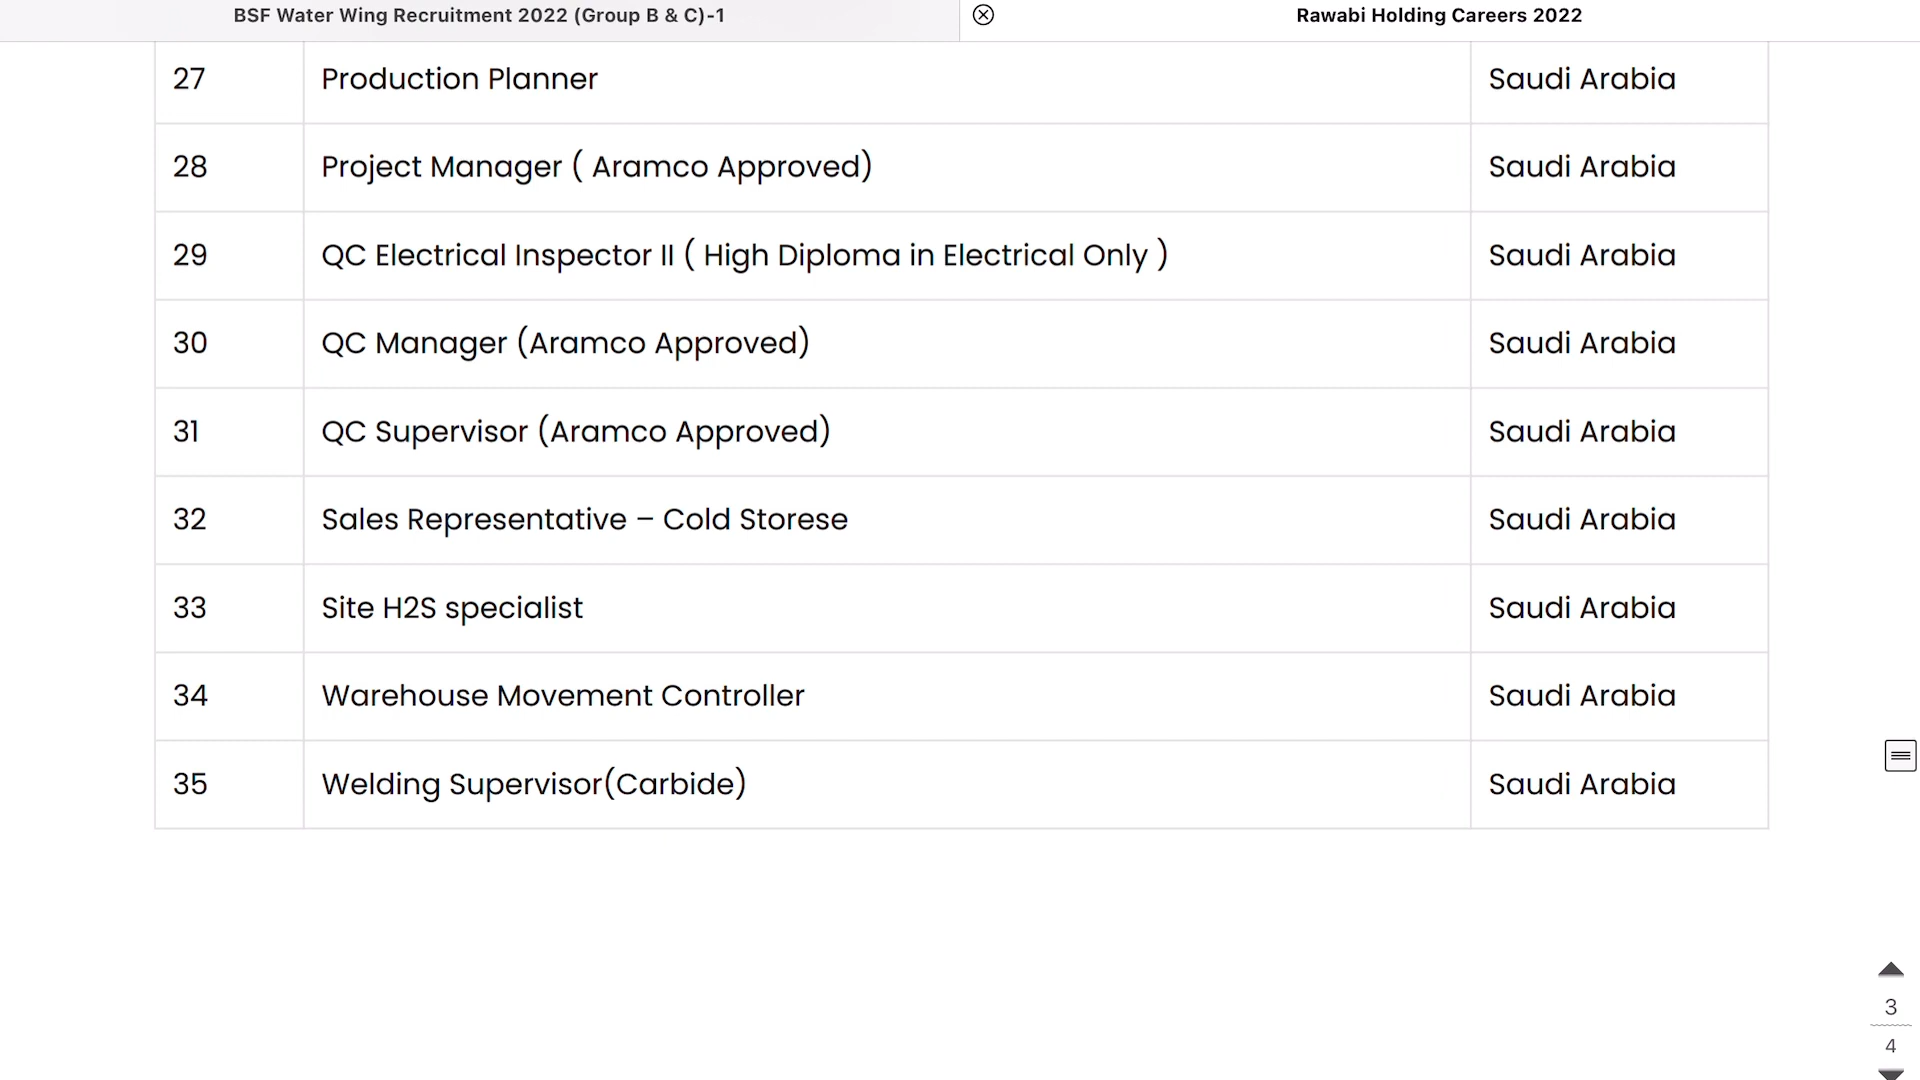 BSF Water Wing Recruitment 2022 (Group B & C)-1
Rawabi Holding Careers 2022
27 Production Planner Saudi Arabia
28 Project Manager ( Aramco Approved) Saudi Arabia
29 QC Electrical Inspector II ( High Diploma in Electrical Only ) Saudi Arabia
30 QC Manager (Aramco Approved) Saudi Arabia
31 QC Supervisor (Aramco Approved) Saudi Arabia
32 Sales Representative – Cold Storese Saudi Arabia
33 Site H2S specialist Saudi Arabia
34 Warehouse Movement Controller Saudi Arabia
35 Welding Supervisor(Carbide) Saudi Arabia
3
4